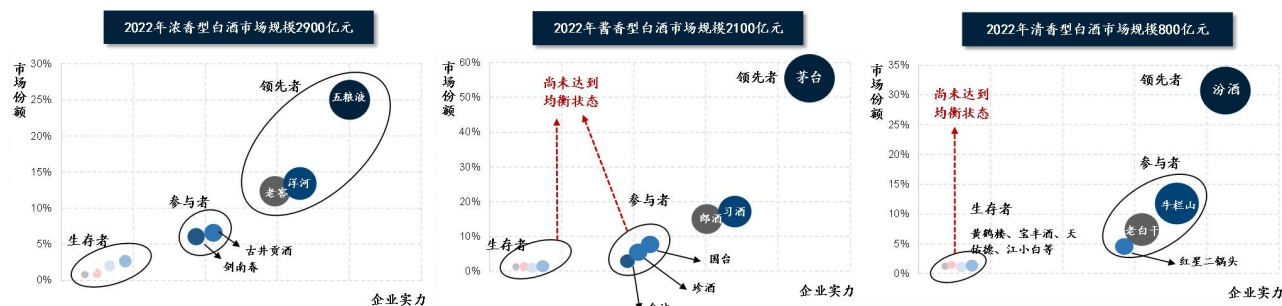 2022年浓香型白酒市场规模2900亿元
市场份额
30%
25%
20%
15%
10%
5%
0%
领先者
五粮液
老窖
洋河
参与者
古井贡酒
剑南春
生存者
企业实力
2022年酱香型白酒市场规模2100亿元
市场份额
60%
50%
40%
30%
20%
10%
0%
尚未达到
均衡状态
领先者
茅台
郎酒
习酒
参与者
国台
珍酒
生存者
企业实力
2022年清香型白酒市场规模800亿元
市场份额
35%
30%
25%
20%
15%
10%
5%
0%
尚未达到
均衡状态
领先者
汾酒
参与者
牛栏山
老白干
红星二锅头
生存者
黄鹤楼、宝丰酒、天
佑德、江小白等
企业实力